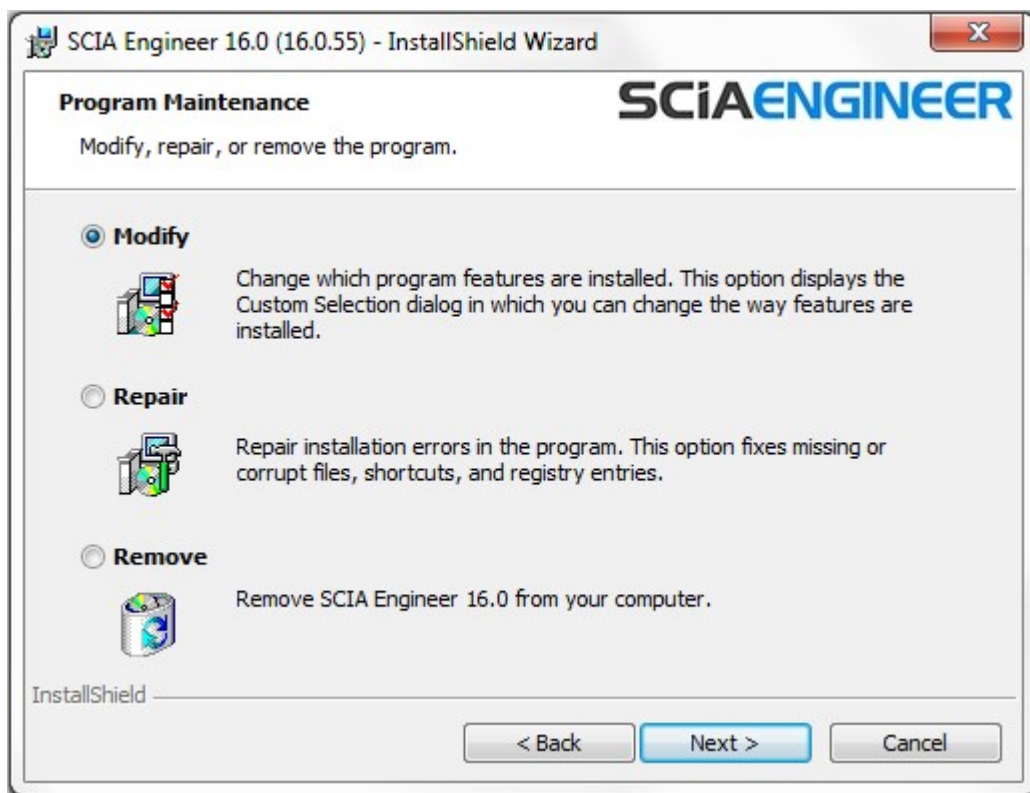 SCIA Engineer 16.0 (16.0.55) - InstallShield Wizard
Program Maintenance
SCiAENGINEER
Modify, repair, or remove the program.
Modify
Change which program features are installed. This option displays the
Custom Selection dialog in which you can change the way features are
installed.
Repair
Repair installation errors in the program. This option fixes missing or
corrupt files, shortcuts, and registry entries.
Remove
Remove SCIA Engineer 16.0 from your computer.
InstallShield
< Back Next > Cancel